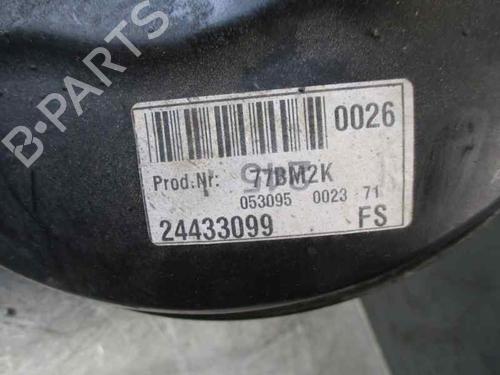 B-PARTS
0026
Prod.Nr: 77BM2K
053095 0023 71
24433099 FS